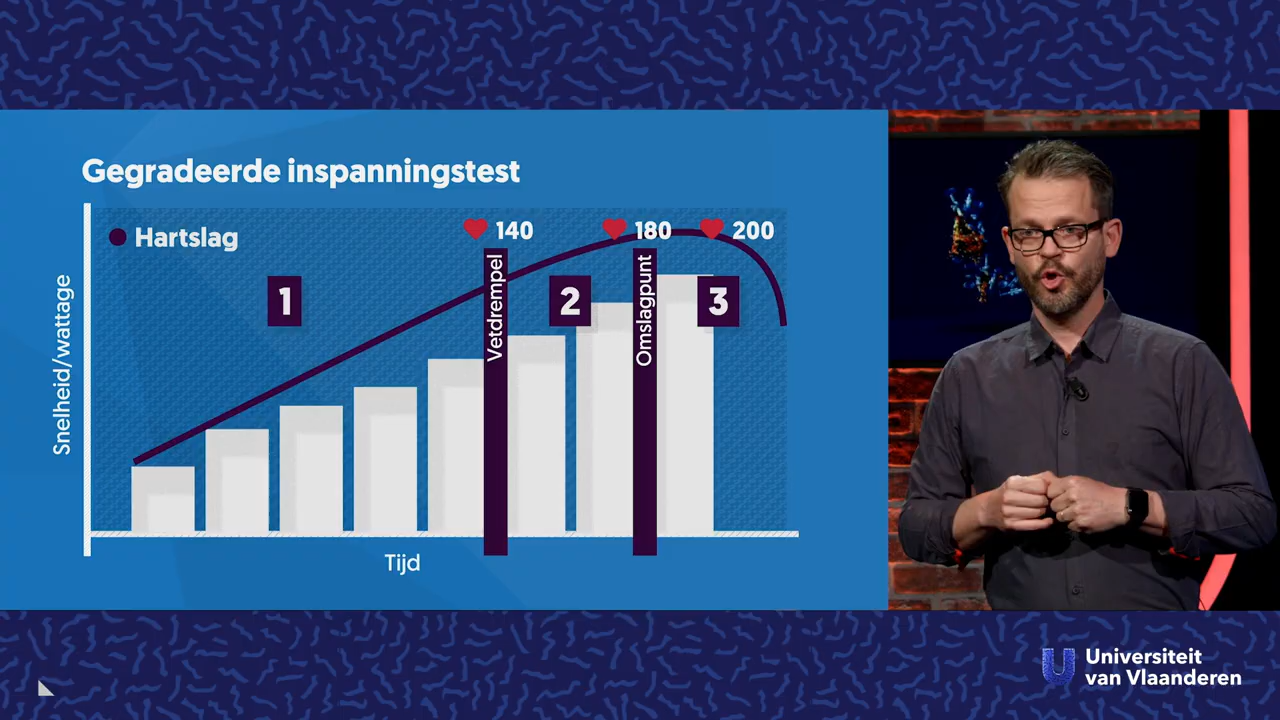 Gegradeerde inspanningstest
Hartslag
140
180
200
1
2
3
Vetdrempel
Omslagpunt
Snelheid/wattage
Tijd
Universiteit
van Vlaanderen